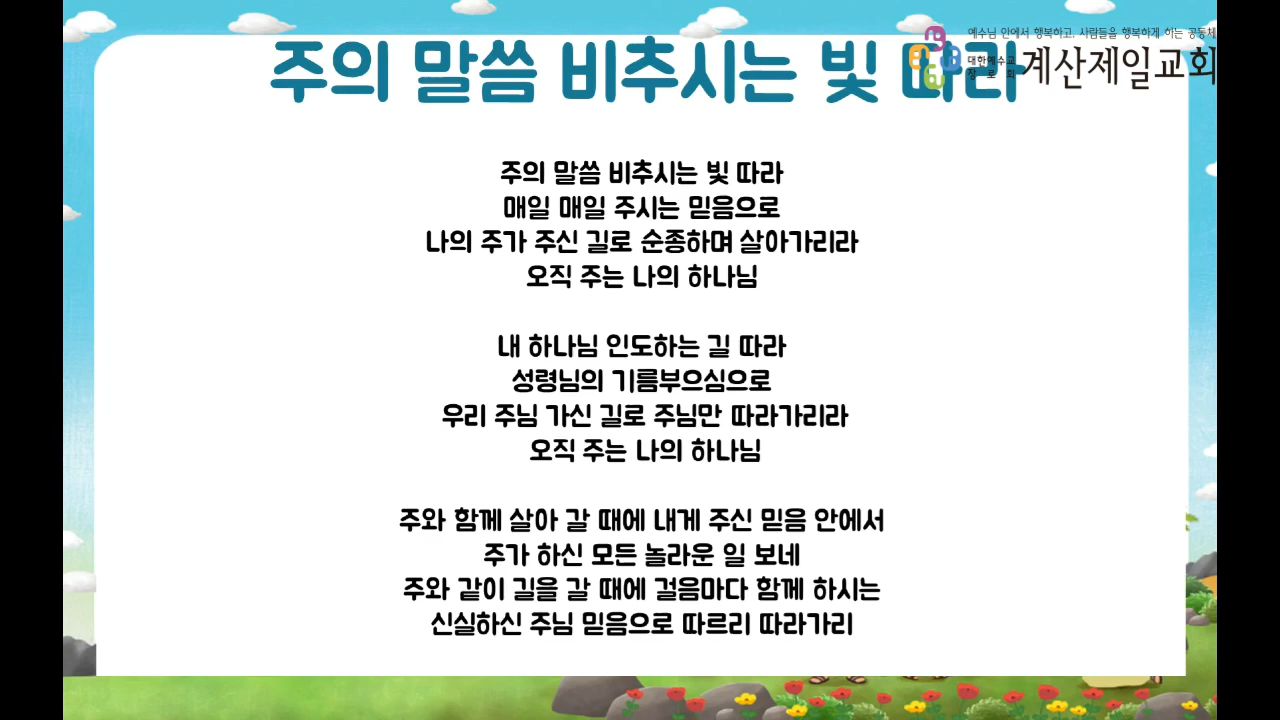 예수님 안에서 행복하고, 사람들을 행복하게 하는 공동체
대한예수교
장로회
계산제일교회
주의 말씀 비추시는 빛 따라
주의 말씀 비추시는 빛 따라
매일 매일 주시는 믿음으로
나의 주가 주신 길로 순종하며 살아가리라
오직 주는 나의 하나님
내 하나님 인도하는 길 따라
성령님의 기름부으심으로
우리 주님 가신 길로 주님만 따라가리라
오직 주는 나의 하나님
주와 함께 살아 갈 때에 내게 주신 믿음 안에서
주가 하신 모든 놀라운 일 보네
주와 같이 길을 갈 때에 걸음마다 함께 하시는
신실하신 주님 믿음으로 따르리 따라가리